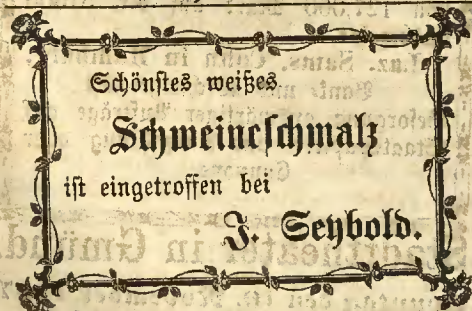 Schönstes weißes
Schweineschmalz
ist eingetroffen bei
J. Seybold.